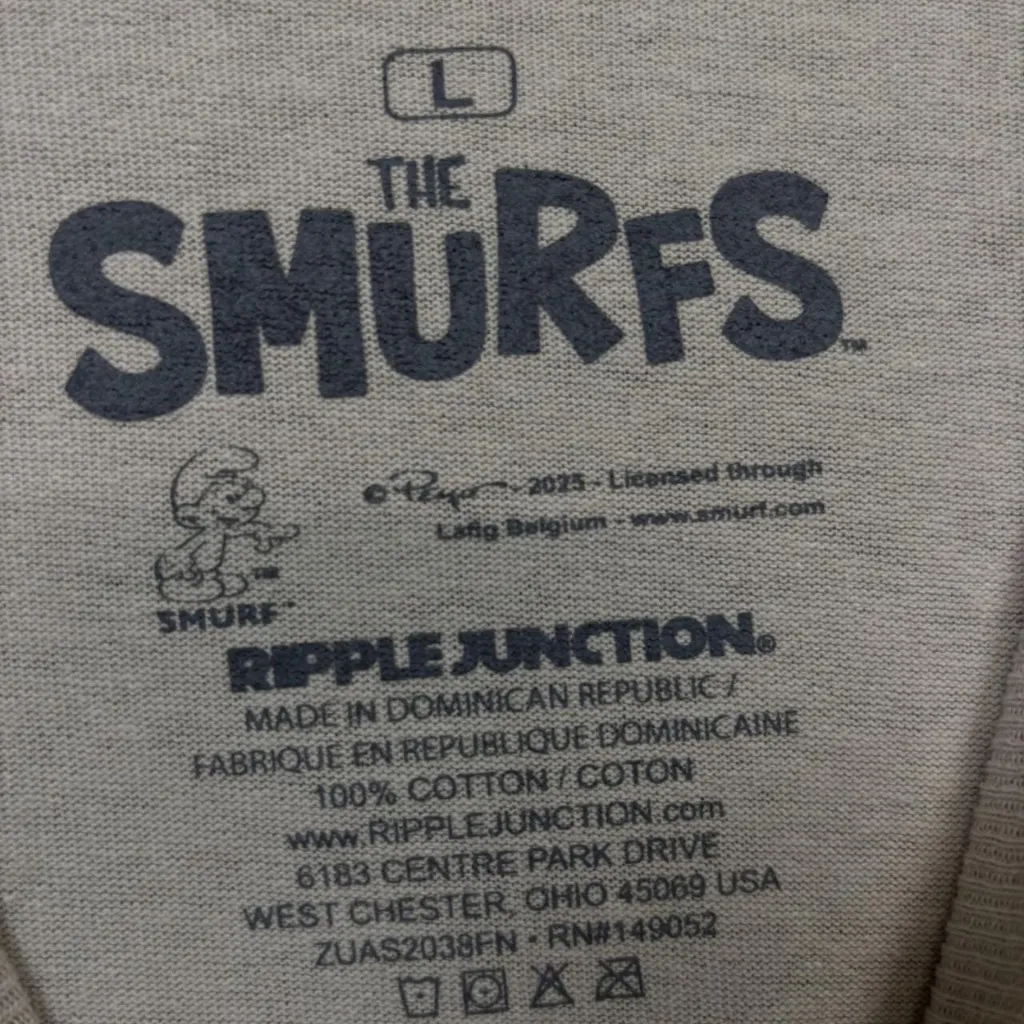 L
THE
SMURFS™
© Peyo - 2025 - Licensed through
Lafig Belgium - www.smurf.com
™
SMURF™
RIPPLE JUNCTION®
MADE IN DOMINICAN REPUBLIC /
FABRIQUE EN REPUBLIQUE DOMINICAINE
100% COTTON / COTON
www.RIPPLEJUNCTION.com
6183 CENTRE PARK DRIVE
WEST CHESTER, OHIO 45069 USA
ZUAS2038FN • RN#149052